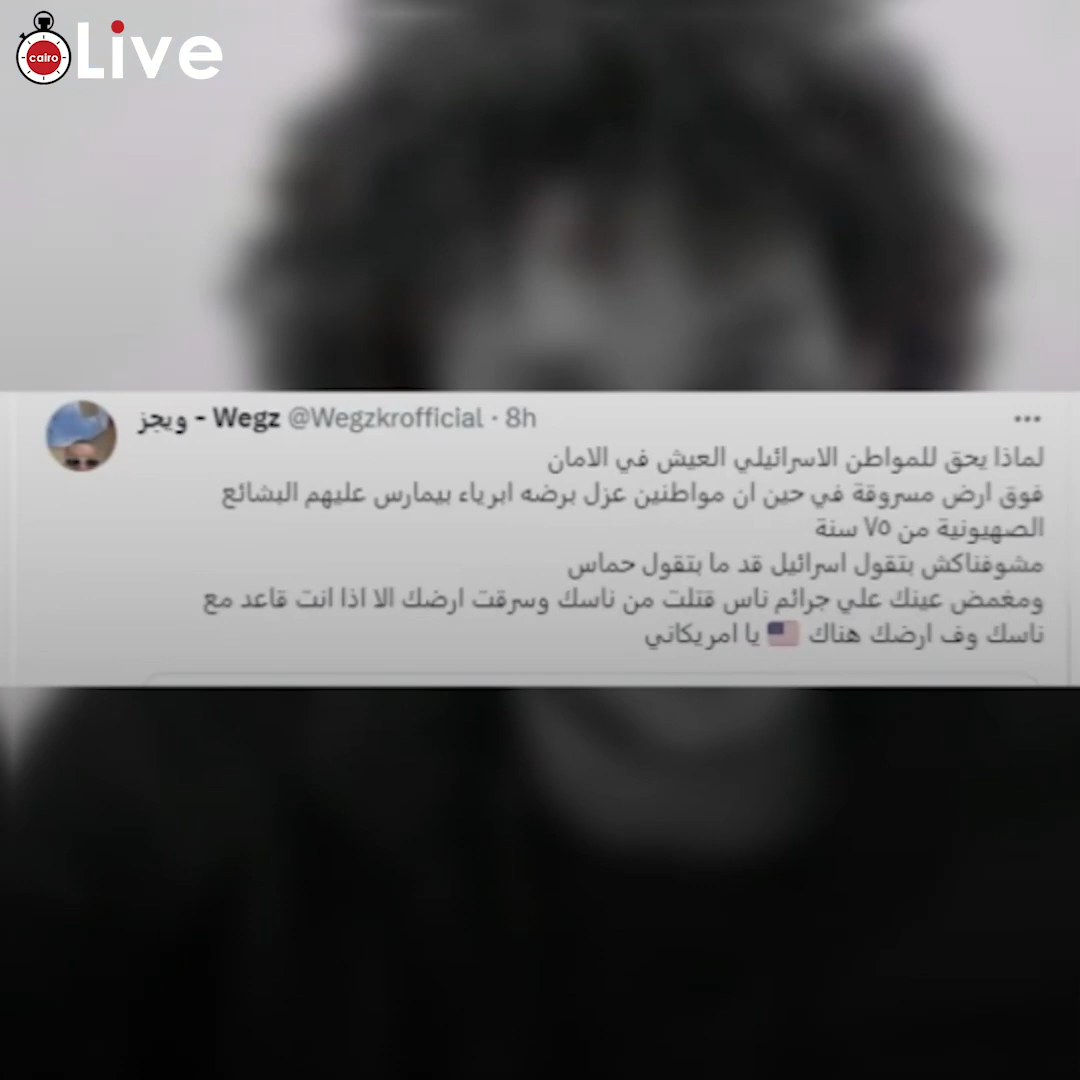 cairo Live
ويجز - Wegz @Wegzkrofficial · 8h
لماذا يحق للمواطن الاسرائيلي العيش في الامان
فوق ارض مسروقة في حين ان مواطنين عزل برضه ابرياء بيمارس عليهم البشائع
الصهيونية من ٧٥ سنة
مشوفناكش بتقول اسرائيل قد ما بتقول حماس
ومغمض عينك علي جرائم ناس قتلت من ناسك وسرقت ارضك الا اذا انت قاعد مع
ناسك وف ارضك هناك 🇺🇸 يا امريكاني